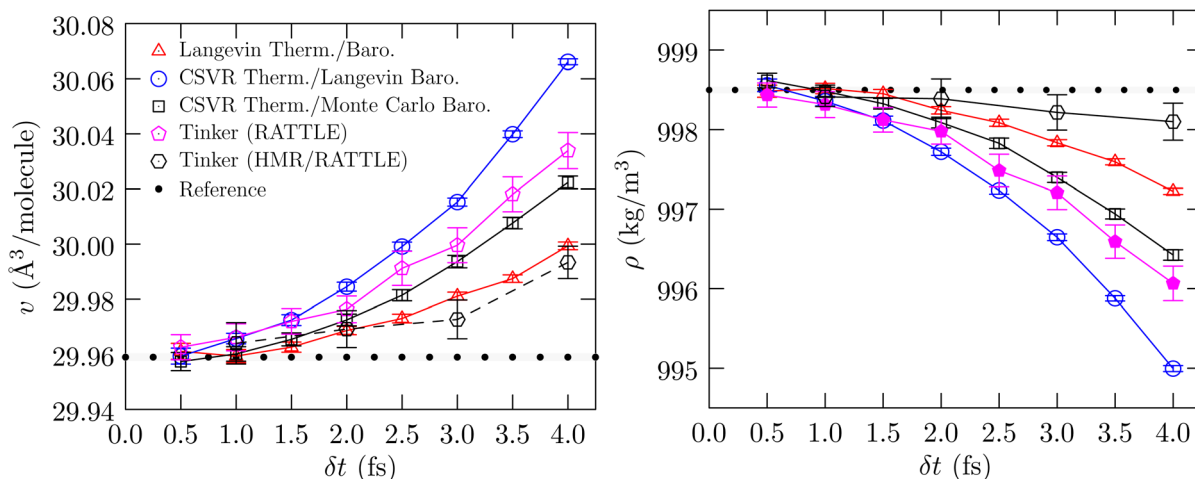 30.08
30.06
30.04
30.02
30.00
29.98
29.96
29.94
v (Å³/molecule)
Langevin Therm./Baro.
CSVR Therm./Langevin Baro.
CSVR Therm./Monte Carlo Baro.
Tinker (RATTLE)
Tinker (HMR/RATTLE)
Reference
0.0 0.5 1.0 1.5 2.0 2.5 3.0 3.5 4.0
δt (fs)
999
998
997
996
995
ρ (kg/m³)
0.0 0.5 1.0 1.5 2.0 2.5 3.0 3.5 4.0
δt (fs)